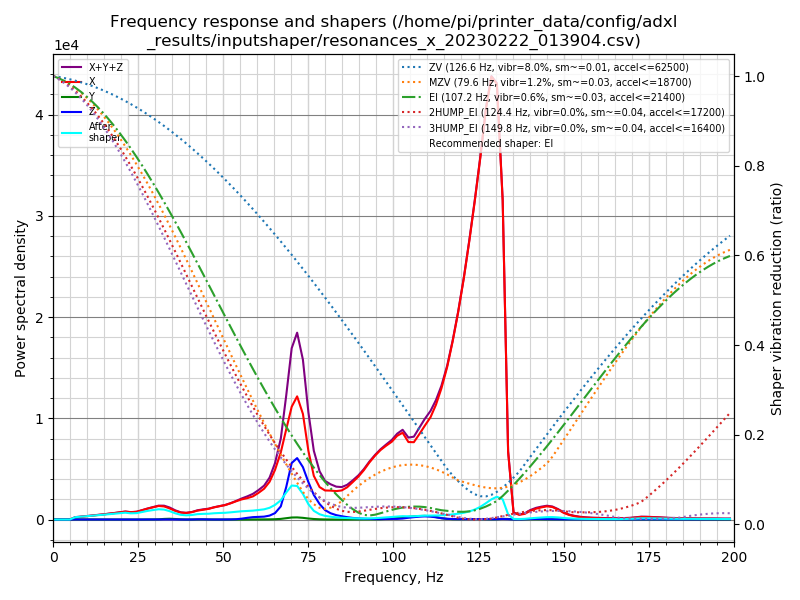 Frequency response and shapers (/home/pi/printer_data/config/adxl
_results/inputshaper/resonances_x_20230222_013904.csv)
1e4
X+Y+Z
X
Y
Z
After
shaper
ZV (126.6 Hz, vibr=8.0%, sm~=0.01, accel<=62500)
MZV (79.6 Hz, vibr=1.2%, sm~=0.03, accel<=18700)
EI (107.2 Hz, vibr=0.6%, sm~=0.03, accel<=21400)
2HUMP_EI (124.4 Hz, vibr=0.0%, sm~=0.04, accel<=17200)
3HUMP_EI (149.8 Hz, vibr=0.0%, sm~=0.04, accel<=16400)
Recommended shaper: EI
Power spectral density
4
3
2
1
0
1.0
0.8
0.6
0.4
0.2
0.0
Shaper vibration reduction (ratio)
0 25 50 75 100 125 150 175 200
Frequency, Hz